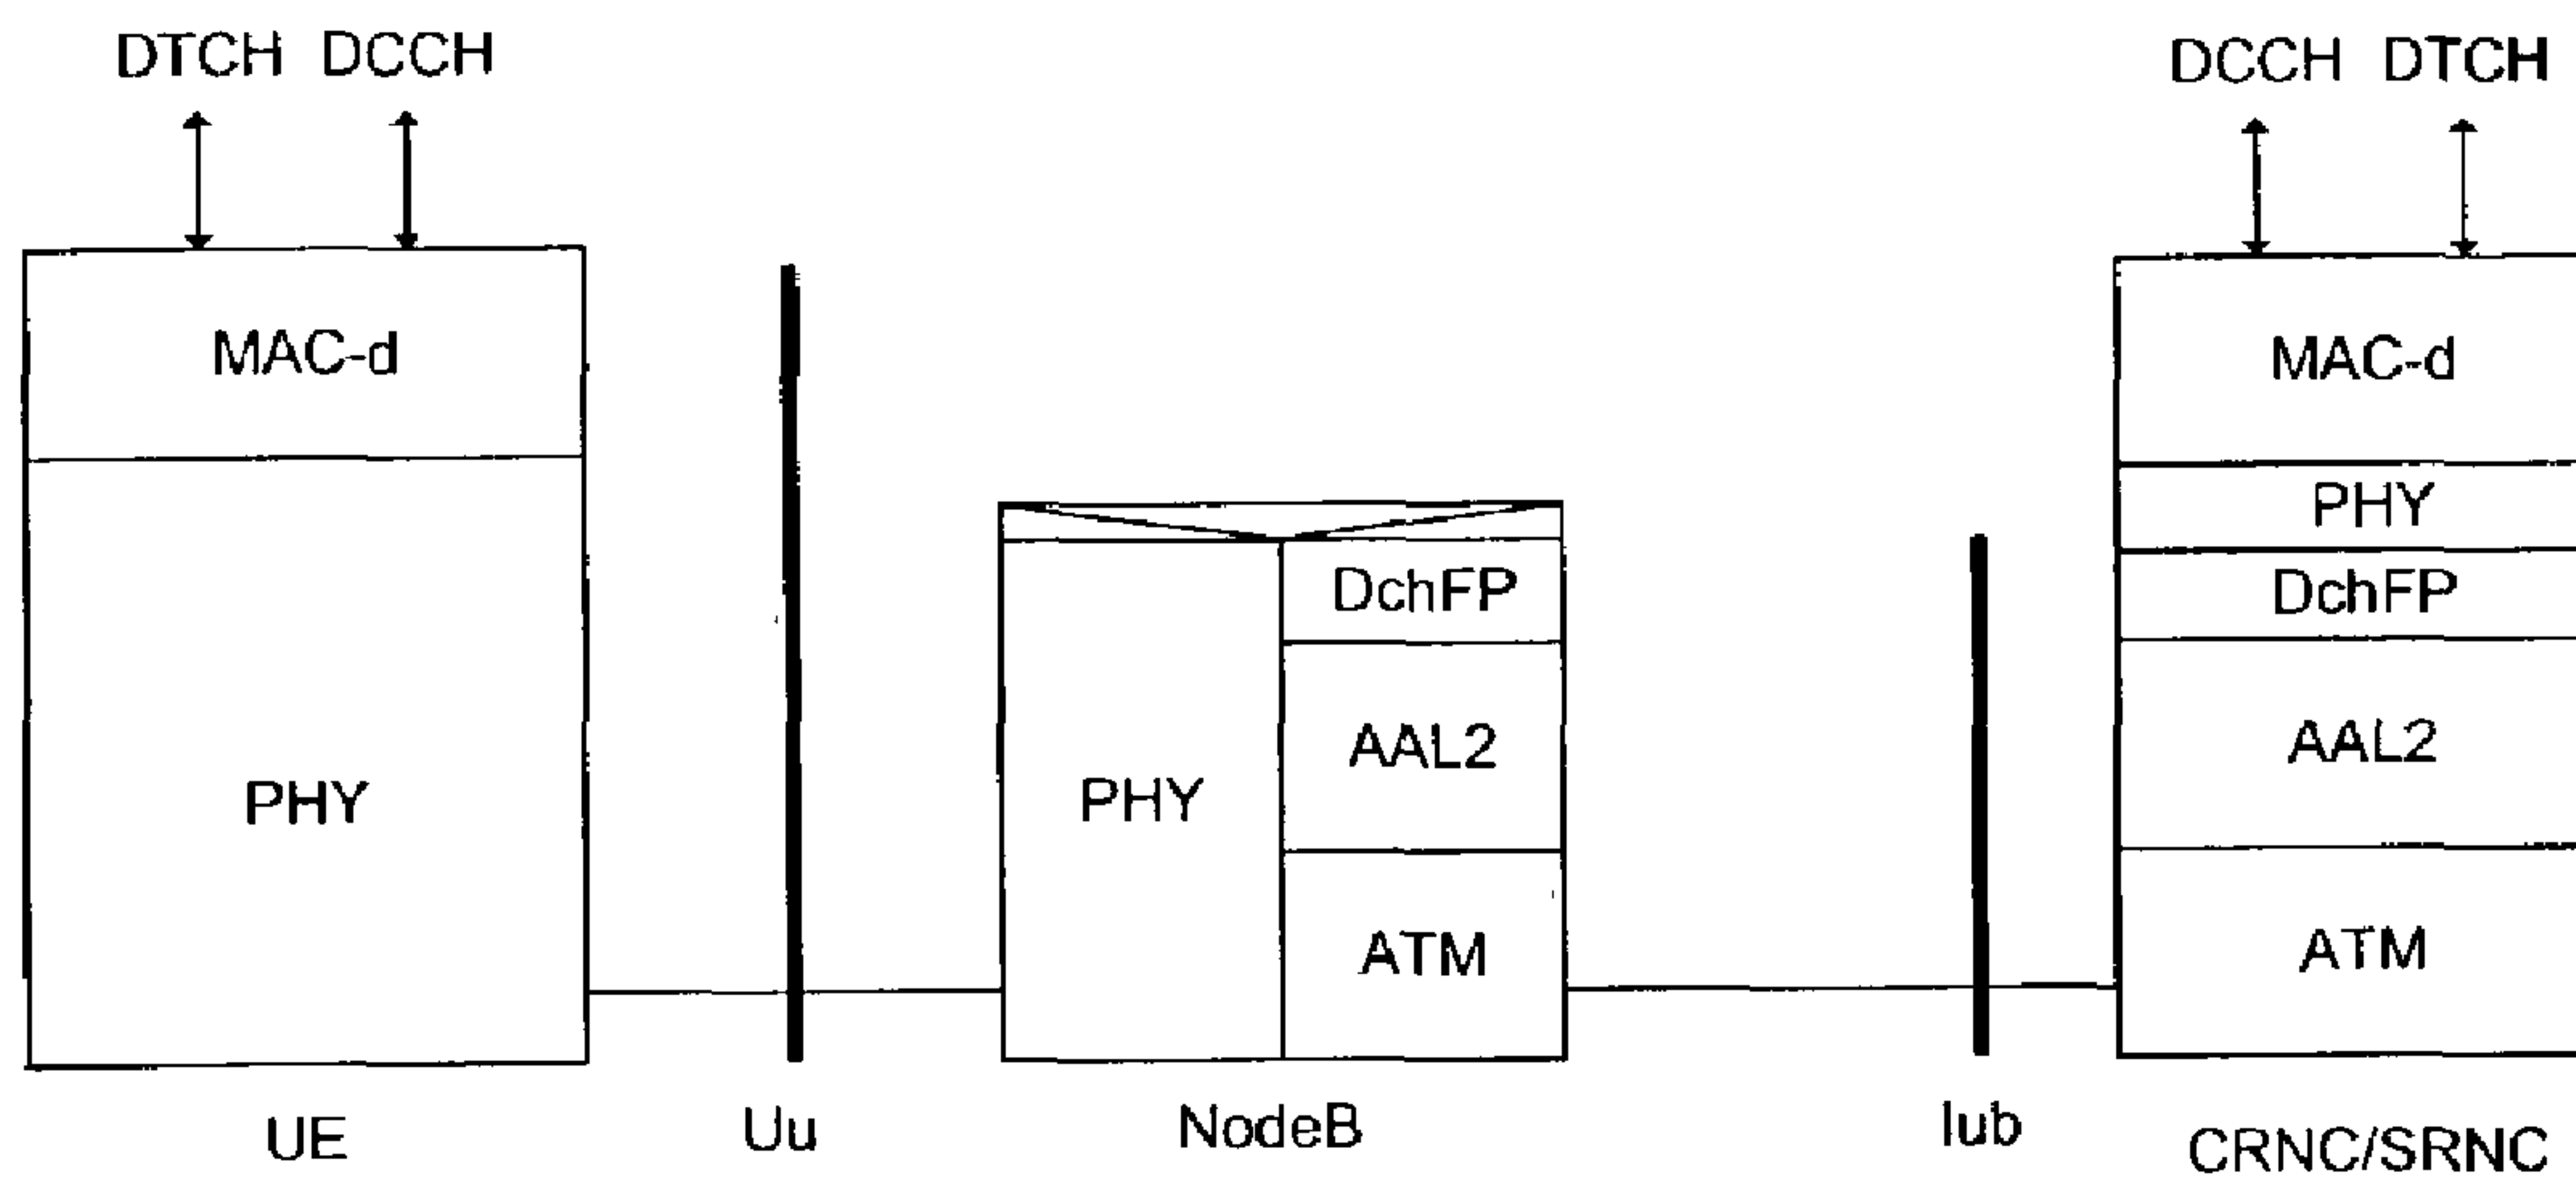 DTCH DCCH
DCCH DTCH
MAC-d
MAC-d
PHY
DchFP
DchFP
AAL2
AAL2
PHY
PHY
ATM
ATM
UE
Uu
NodeB
Iub
CRNC/SRNC
PHY